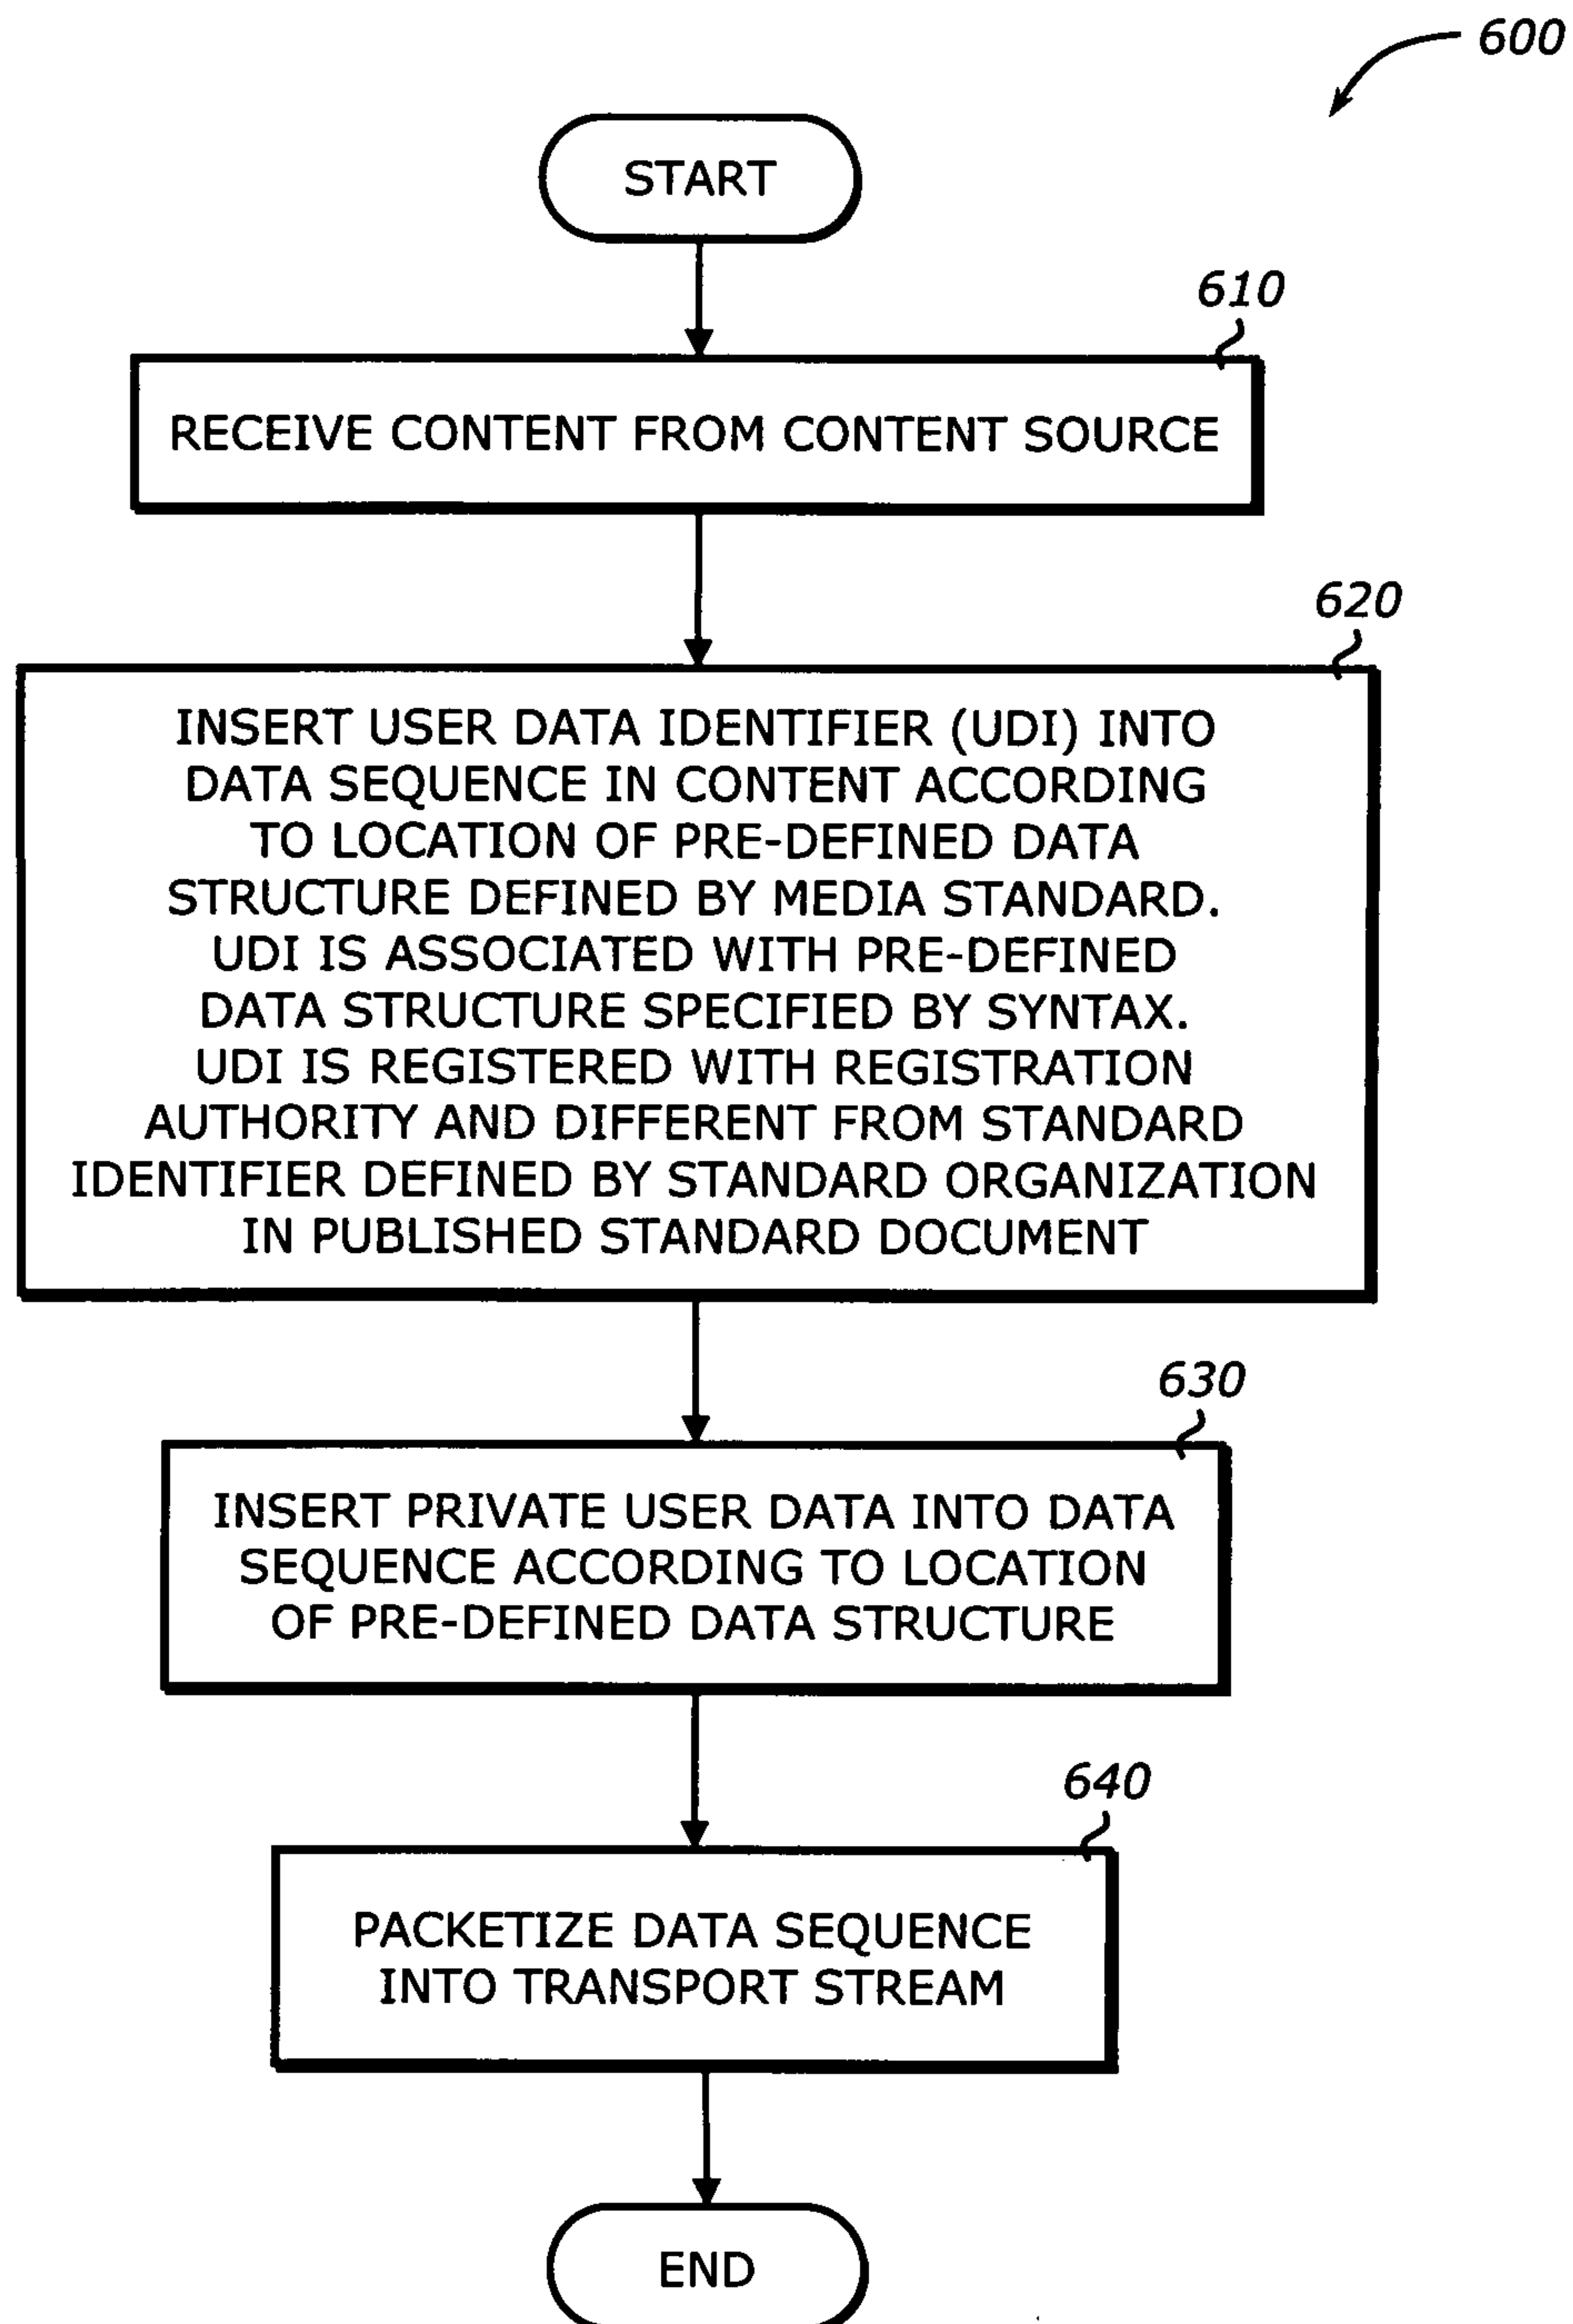 600
START
610
RECEIVE CONTENT FROM CONTENT SOURCE
620
INSERT USER DATA IDENTIFIER (UDI) INTO
DATA SEQUENCE IN CONTENT ACCORDING
TO LOCATION OF PRE-DEFINED DATA
STRUCTURE DEFINED BY MEDIA STANDARD.
UDI IS ASSOCIATED WITH PRE-DEFINED
DATA STRUCTURE SPECIFIED BY SYNTAX.
UDI IS REGISTERED WITH REGISTRATION
AUTHORITY AND DIFFERENT FROM STANDARD
IDENTIFIER DEFINED BY STANDARD ORGANIZATION
IN PUBLISHED STANDARD DOCUMENT
630
INSERT PRIVATE USER DATA INTO DATA
SEQUENCE ACCORDING TO LOCATION
OF PRE-DEFINED DATA STRUCTURE
640
PACKETIZE DATA SEQUENCE
INTO TRANSPORT STREAM
END